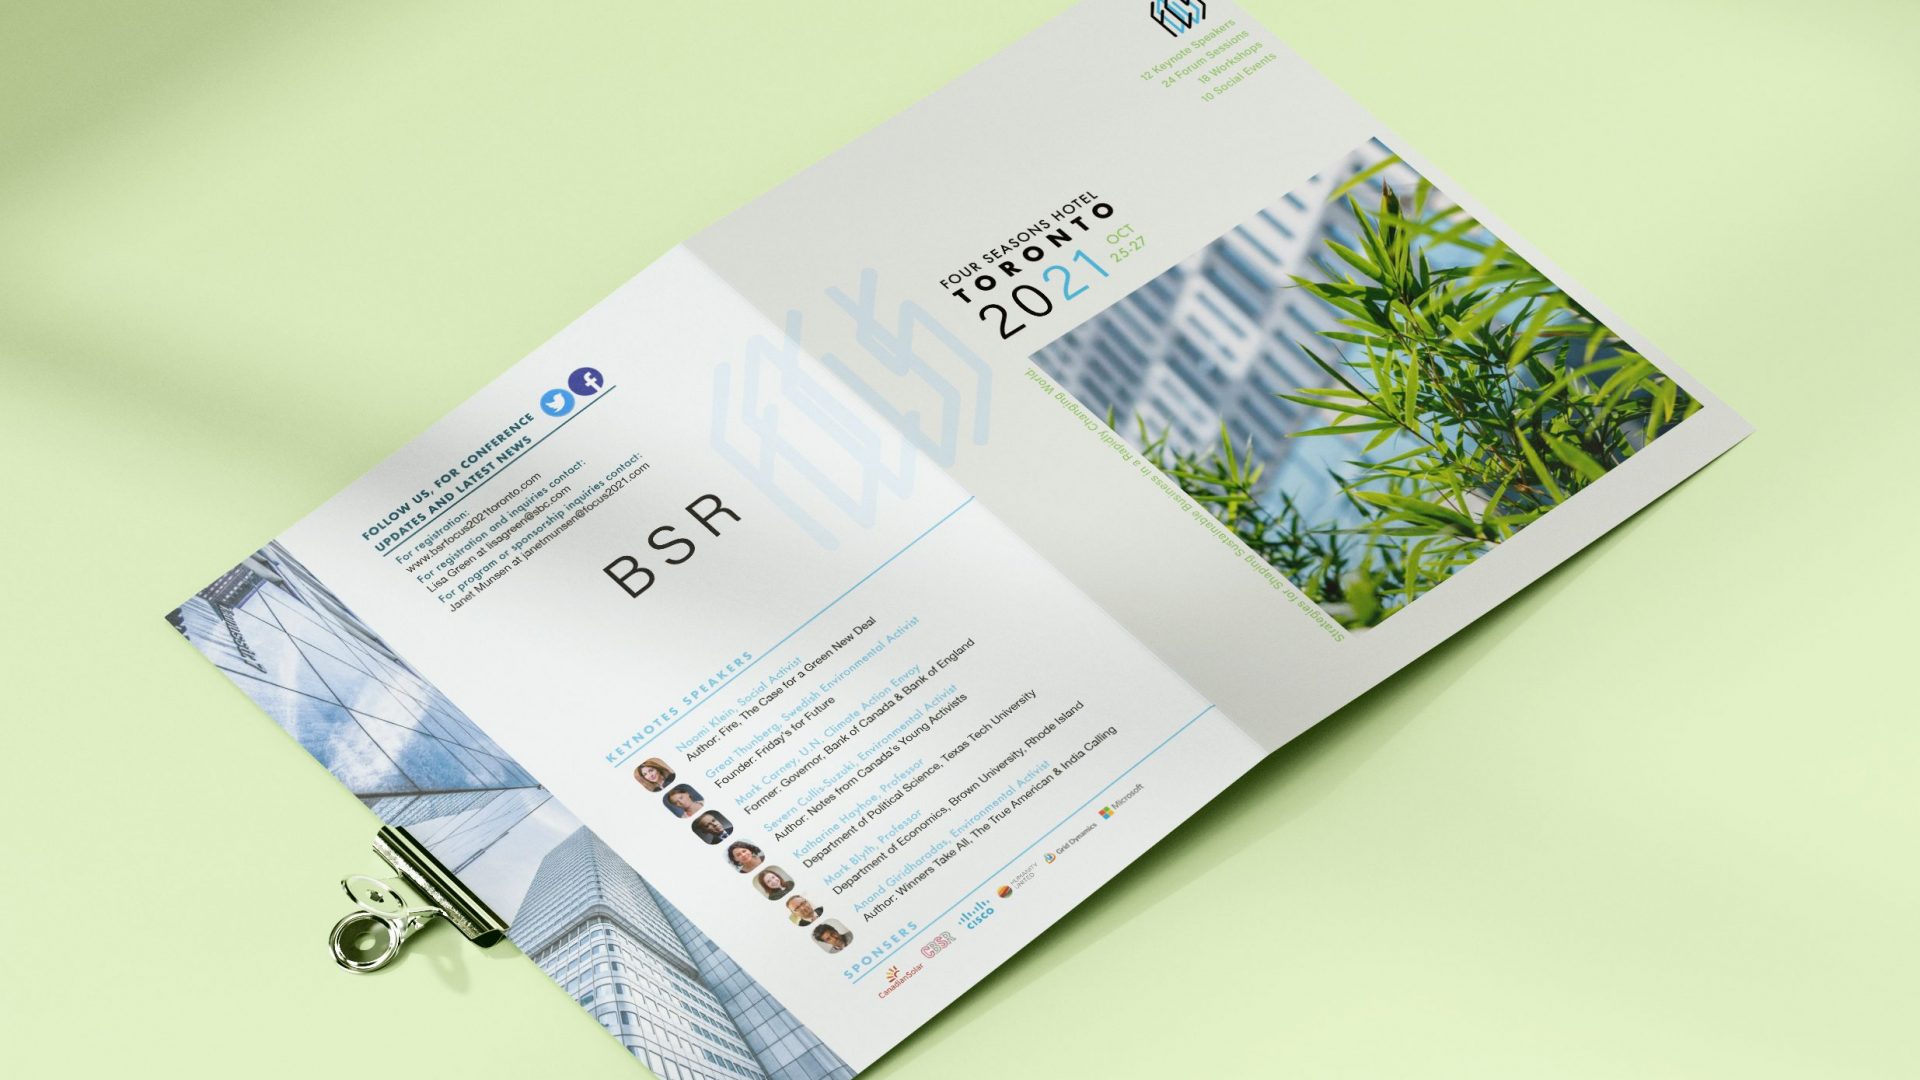 12 Keynote Speakers
24 Forum Sessions
18 Workshops
10 Social Events
FOUR SEASONS HOTEL
TORONTO
2021
OCT
25-27
Strategies for Shaping Sustainable Business in a Rapidly Changing World.
FOLLOW US, FOR CONFERENCE
UPDATES AND LATEST NEWS
For registration:
www.bsrfocus2021toronto.com
For registration and inquiries contact:
Lisa Green at lisagreen@sbc.com
For program or sponsorship inquiries contact:
Janet Munsen at janetmunsen@focus2021.com
BSR
KEYNOTES SPEAKERS
Naomi Klein, Social Activist
Author: Fire, The Case for a Green New Deal
Great Thunberg, Swedish Environmental Activist
Founder: Friday's for Future
Mark Carney, U.N. Climate Action Envoy
Former: Governor, Bank of Canada & Bank of England
Severn Cullis-Suzuki, Environmental Activist
Author: Notes from Canada's Young Activists
Katharine Hayhoe, Professor
Department of Political Science, Texas Tech University
Mark Blyth, Professor
Department of Economics, Brown University, Rhode Island
Anand Giridharadas, Environmental Activist
Author: Winners Take All, The True American & India Calling
SPONSERS
CanadianSolar
CBSR
CISCO
HUMANITY
UNITED
Grid Dynamics
Microsoft